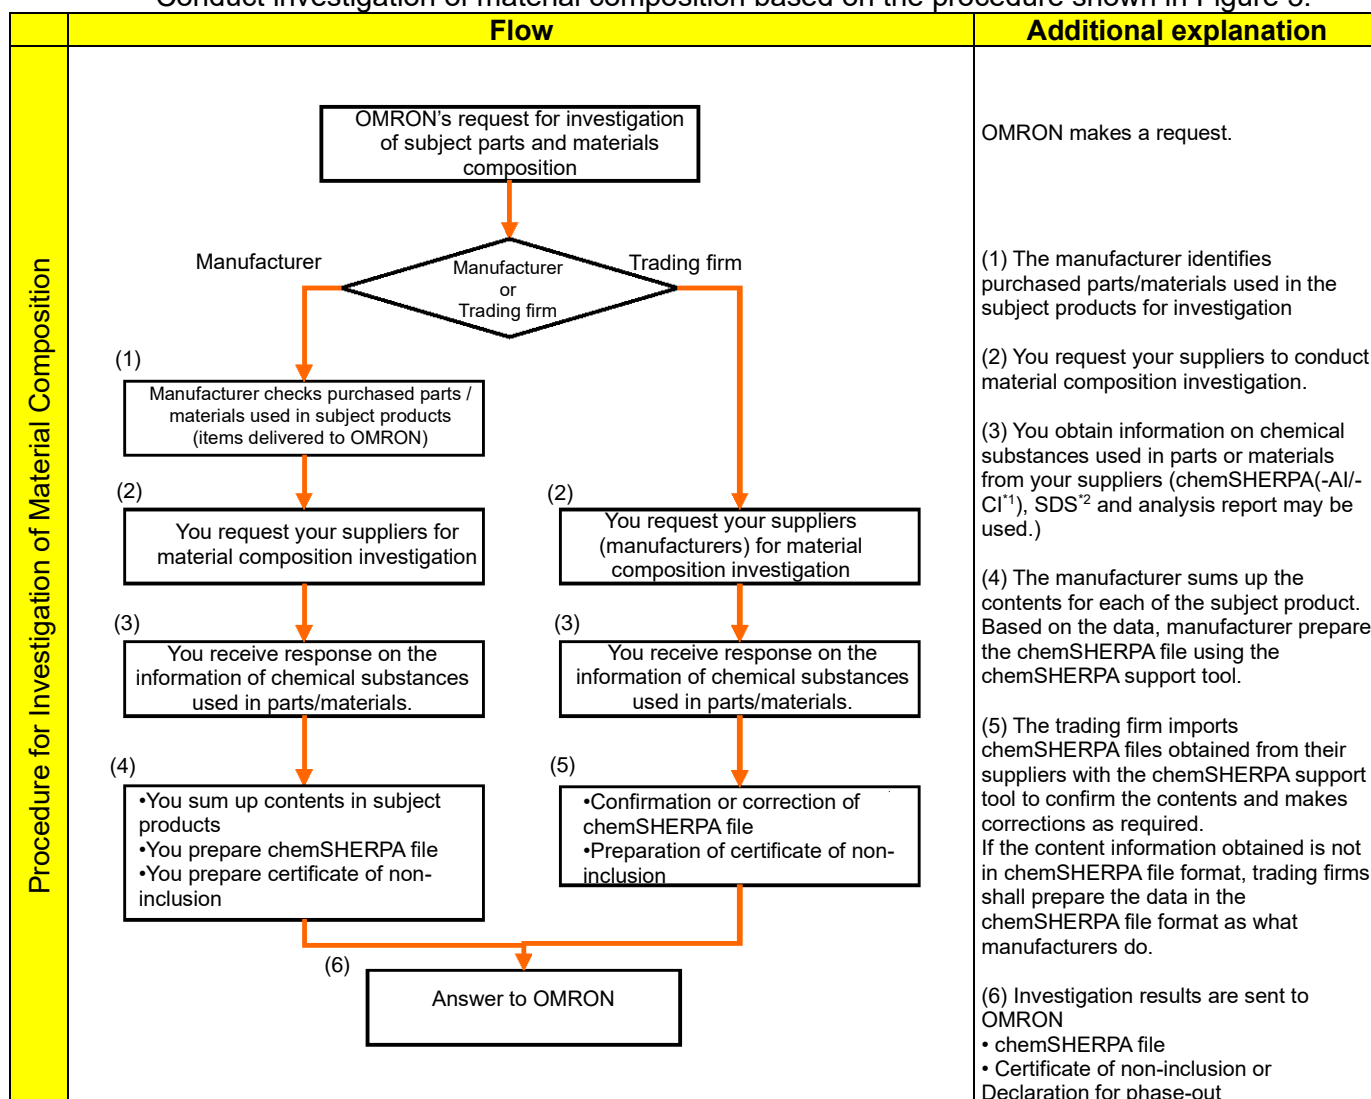 Conduct investigation of material composition based on the procedure shown in Figure 3.
Flow
Additional explanation
Procedure for Investigation of Material Composition
OMRON's request for investigation
of subject parts and materials
composition
Manufacturer
Manufacturer
or
Trading firm
Trading firm
(1)
Manufacturer checks purchased parts /
materials used in subject products
(items delivered to OMRON)
(2)
You request your suppliers for
material composition investigation
(2)
You request your suppliers
(manufacturers) for material
composition investigation
(3)
You receive response on the
information of chemical substances
used in parts/materials.
(3)
You receive response on the
information of chemical substances
used in parts/materials.
(4)
•You sum up contents in subject
products
•You prepare chemSHERPA file
•You prepare certificate of non-
inclusion
(5)
•Confirmation or correction of
chemSHERPA file
•Preparation of certificate of non-
inclusion
(6)
Answer to OMRON
OMRON makes a request.
(1) The manufacturer identifies
purchased parts/materials used in the
subject products for investigation
(2) You request your suppliers to conduct
material composition investigation.
(3) You obtain information on chemical
substances used in parts or materials
from your suppliers (chemSHERPA(-AI/-
CI*1), SDS*2 and analysis report may be
used.)
(4) The manufacturer sums up the
contents for each of the subject product.
Based on the data, manufacturer prepare
the chemSHERPA file using the
chemSHERPA support tool.
(5) The trading firm imports
chemSHERPA files obtained from their
suppliers with the chemSHERPA support
tool to confirm the contents and makes
corrections as required.
If the content information obtained is not
in chemSHERPA file format, trading firms
shall prepare the data in the
chemSHERPA file format as what
manufacturers do.
(6) Investigation results are sent to
OMRON
• chemSHERPA file
• Certificate of non-inclusion or
Declaration for phase-out